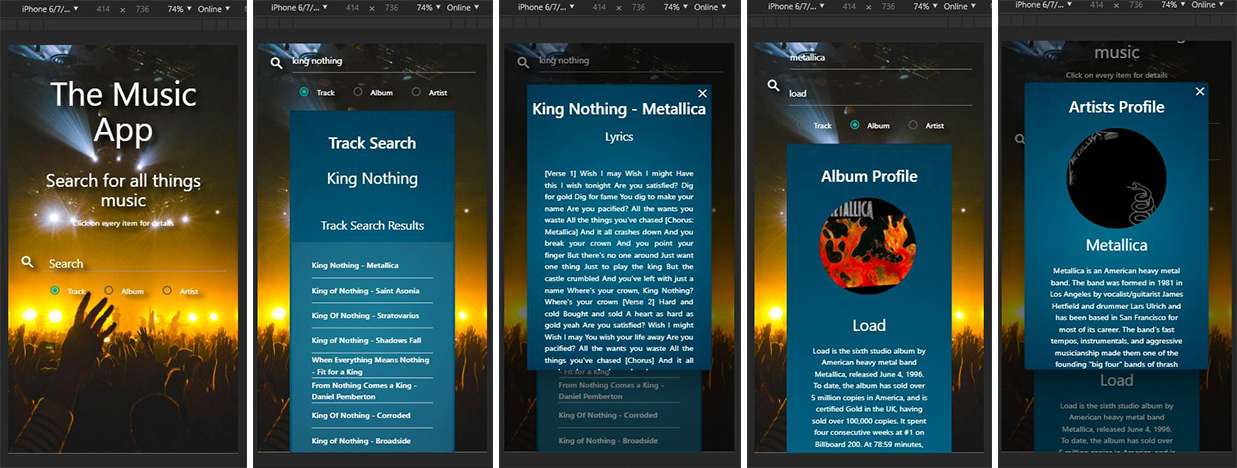 iPhone 6/7/... ▼ 414 × 736 74% ▼ Online ▼
The Music
App
Search for all things
music
Click on every item for details
Search
Track Album Artist
iPhone 6/7/... ▼ 414 × 736 74% ▼ Online ▼
king nothing
Track Album Artist
Track Search
King Nothing
Track Search Results
King Nothing - Metallica
King of Nothing - Saint Asonia
King Of Nothing - Stratovarius
King of Nothing - Shadows Fall
When Everything Means Nothing
- Fit for a King
From Nothing Comes a King -
Daniel Pemberton
King Of Nothing - Corroded
King of Nothing - Broadside
iPhone 6/7/... ▼ 414 × 736 74% ▼ Online ▼
king nothing
King Nothing - Metallica
Lyrics
[Verse 1] Wish I may Wish I might Have
this I wish tonight Are you satisfied? Dig
for gold Dig for fame You dig to make your
name Are you pacified? All the wants you
waste All the things you've chased [Chorus:
Metallica] And it all crashes down And you
break your crown And you point your
finger But there's no one around Just want
one thing Just to play the king But the
castle crumbled And you've left with just a
name Where's your crown, King Nothing?
Where's your crown [Verse 2] Hard and
cold Bought and sold A heart as hard as
gold yeah Are you satisfied? Wish I might
Wish I may You wish your life away Are you
pacified? All the wants you waste All the
things you've chased [Chorus] And it all
- Fit for a King
From Nothing Comes a King -
Daniel Pemberton
King Of Nothing - Corroded
King of Nothing - Broadside
iPhone 6/7/... ▼ 414 × 736 74% ▼ Online ▼
metallica
load
Track Album Artist
Album Profile
METALLICA
Load
Load is the sixth studio album by
American heavy metal band
Metallica, released June 4, 1996.
To date, the album has sold over
5 million copies in America, and is
certified Gold in the UK, having
sold over 100,000 copies. It spent
four consecutive weeks at #1 on
Billboard 200. At 78:59 minutes,
iPhone 6/7/... ▼ 414 × 736 74% ▼ Online ▼
music
Click on every item for details
Artists Profile
Metallica
Metallica is an American heavy metal
band. The band was formed in 1981 in
Los Angeles by vocalist/guitarist James
Hetfield and drummer Lars Ulrich and
has been based in San Francisco for
most of its career. The band's fast
tempos, instrumentals, and aggressive
musicianship made them one of the
founding "big four" bands of thrash
Load
Load is the sixth studio album by
American heavy metal band
Metallica, released June 4, 1996.
To date, the album has sold over